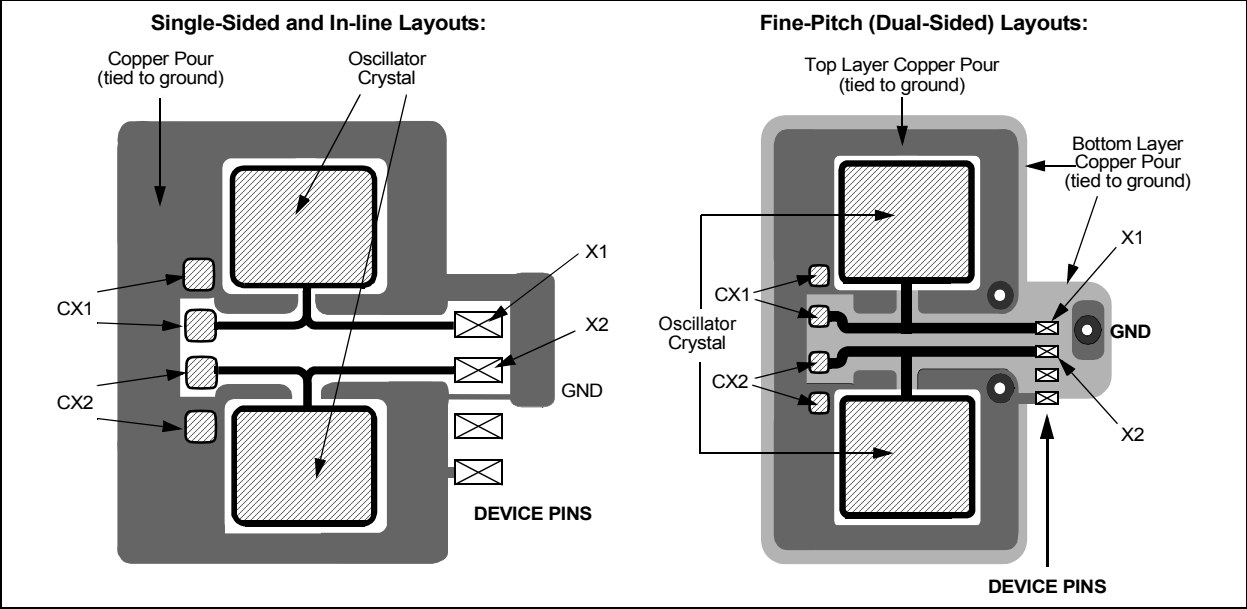 Single-Sided and In-line Layouts:
Copper Pour
(tied to ground)
Oscillator
Crystal
X1
CX1
X2
CX2
GND
DEVICE PINS
Fine-Pitch (Dual-Sided) Layouts:
Top Layer Copper Pour
(tied to ground)
Bottom Layer
Copper Pour
(tied to ground)
X1
CX1
Oscillator
Crystal
GND
CX2
X2
DEVICE PINS